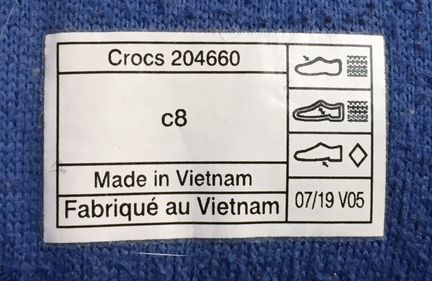 Crocs 204660
c8
Made in Vietnam
Fabriqué au Vietnam
07/19 V05